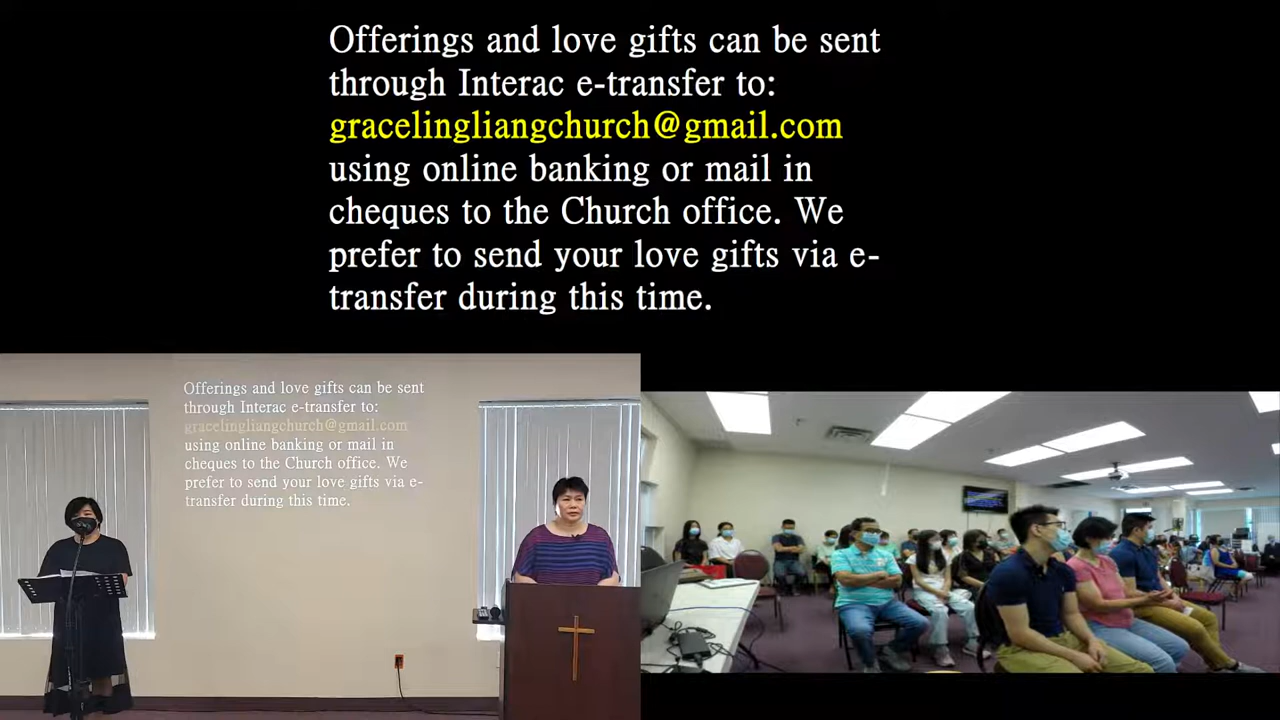 Offerings and love gifts can be sent
through Interac e-transfer to:
gracelingliangchurch@gmail.com
using online banking or mail in
cheques to the Church office. We
prefer to send your love gifts via e-
transfer during this time.
Offerings and love gifts can be sent
through Interac e-transfer to:
gracelingliangchurch@gmail.com
using online banking or mail in
cheques to the Church office. We
prefer to send your love gifts via e-
transfer during this time.